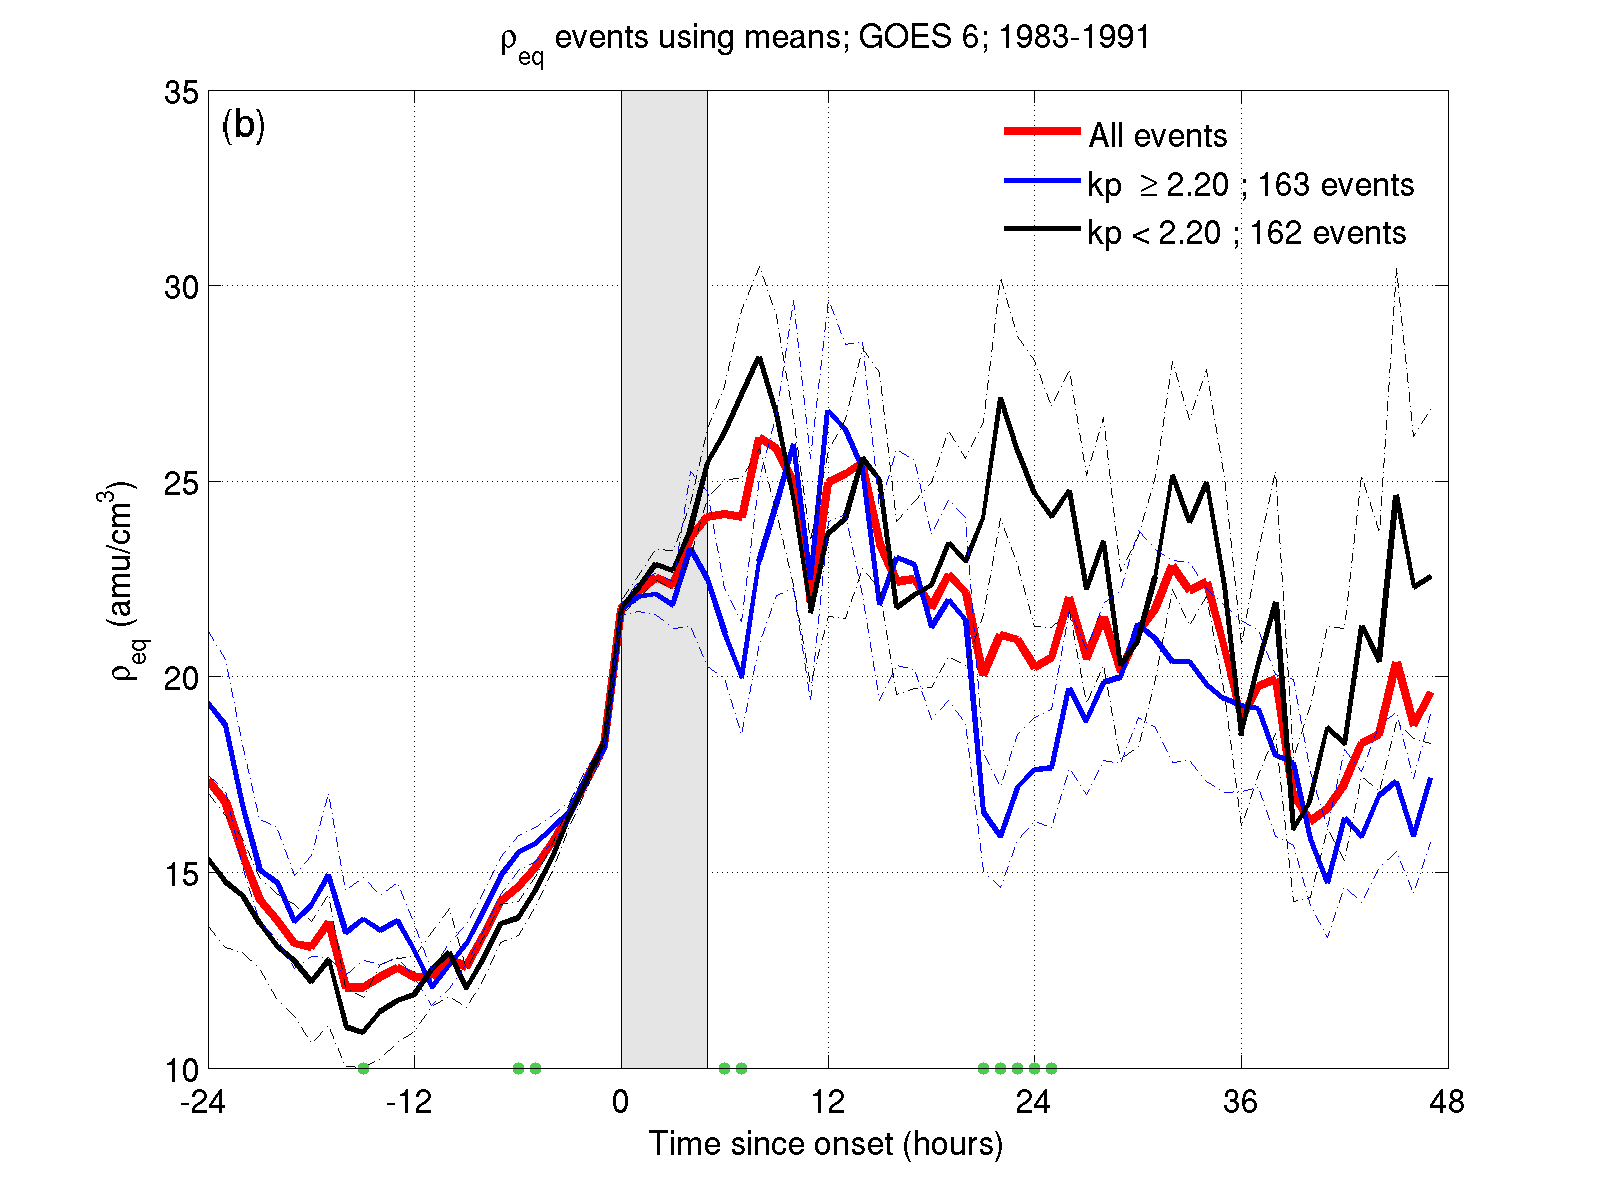 ρeq events using means; GOES 6; 1983-1991
(b)
All events
kp ≥ 2.20 ; 163 events
kp < 2.20 ; 162 events
35
30
25
20
15
10
ρeq (amu/cm³)
-24 -12 0 12 24 36 48
Time since onset (hours)